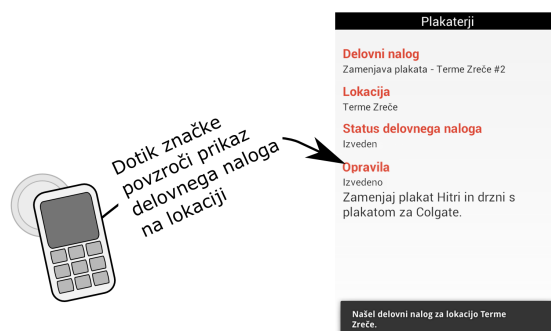 Dotik značke
povzroči prikaz
delovnega naloga
na lokaciji
Plakaterji
Delovni nalog
Zamenjava plakata - Terme Zreče #2
Lokacija
Terme Zreče
Status delovnega naloga
Izveden
Opravila
Izvedeno
Zamenjaj plakat Hitri in drzni s
plakatom za Colgate.
Našel delovni nalog za lokacijo Terme
Zreče.